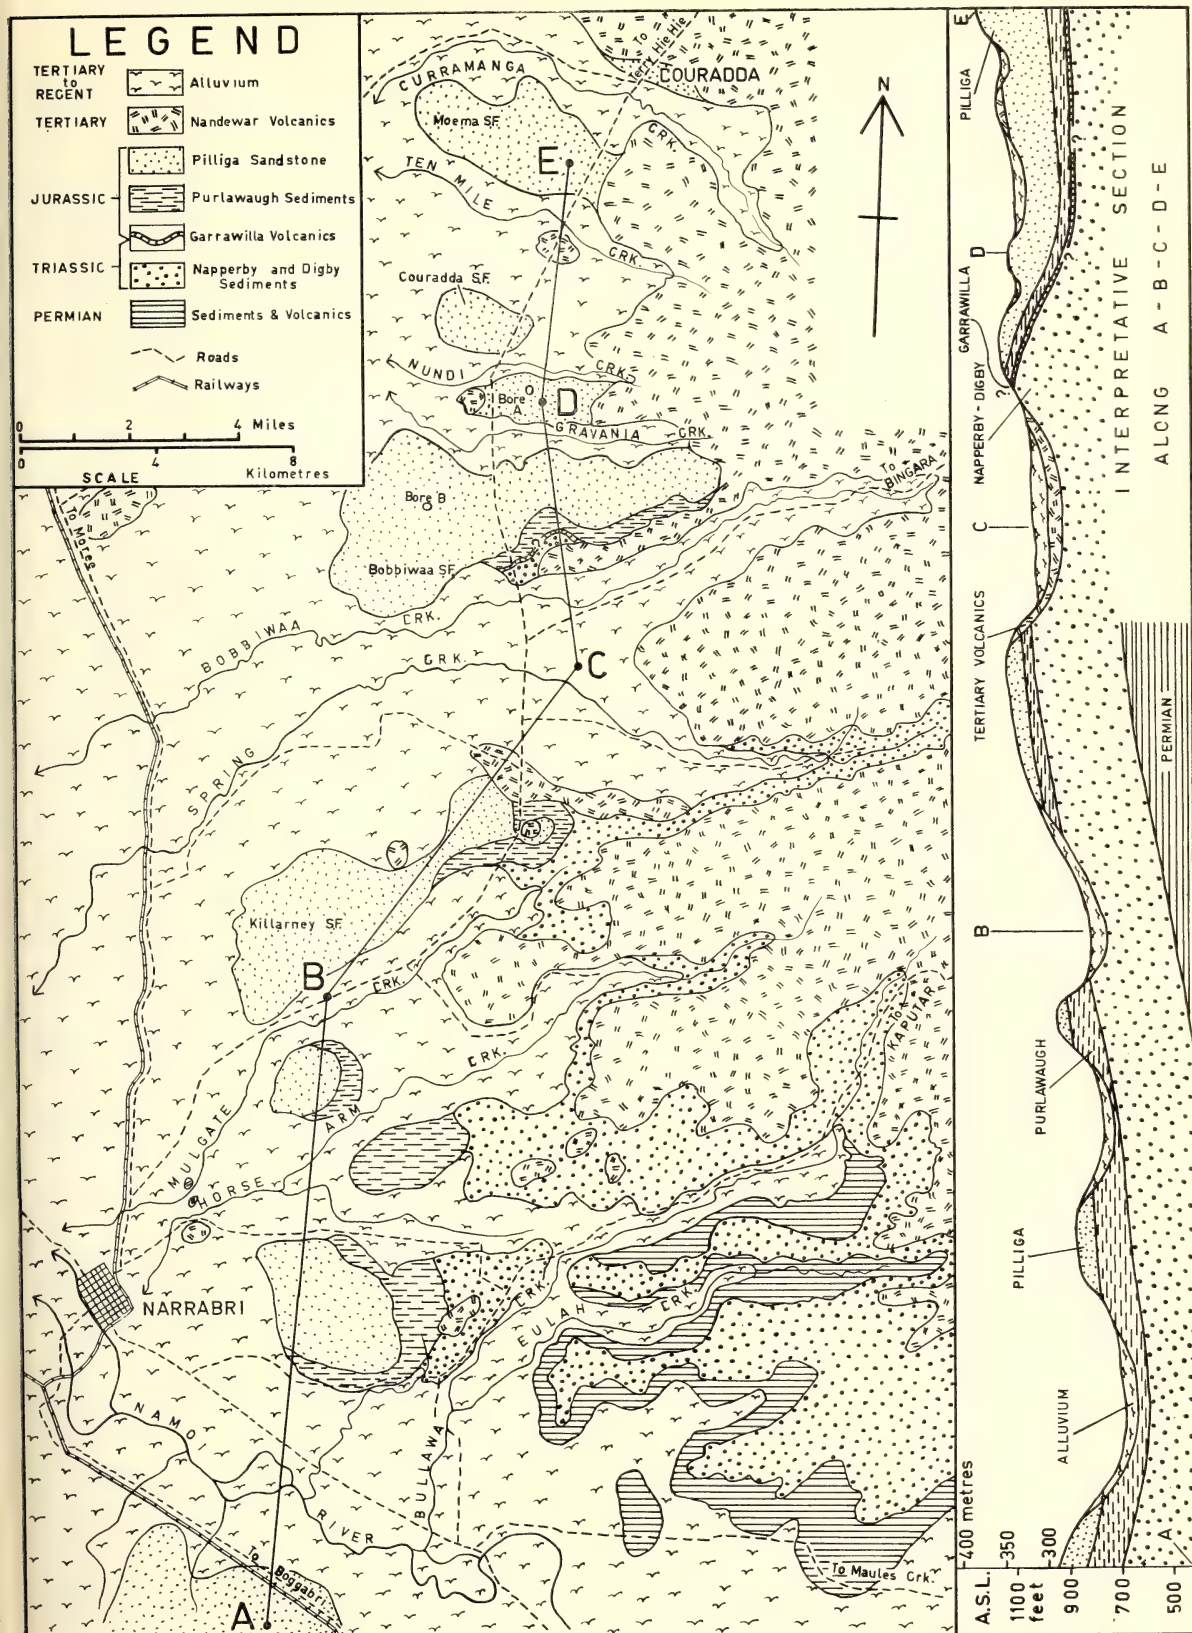 LEGEND
TERTIARY
to
RECENT
Alluvium
TERTIARY
Nandewar Volcanics
JURASSIC
Pilliga Sandstone
Purlawaugh Sediments
Garrawilla Volcanics
TRIASSIC
Napperby and Digby
Sediments
PERMIAN
Sediments & Volcanics
Roads
Railways
0 2 4 Miles
0 4 8
SCALE Kilometres
To
Terry Hie Hie
COURADDA
CURRAMANGA
CRK.
Moema S.F.
E
N
TEN MILE
CRK.
Couradda S.F.
NUNDI
CRK.
Bore
A
D
GRAVANIA CRK.
To
BINGARA
Bore B
To Moree
Bobbiwaa S.F.
BOBBIWAA
CRK.
CRK.
C
SPRING
Killarney S.F.
B
CRK.
To
KAPUTAR
CRK.
MULGATE
ARM
HORSE
NARRABRI
CRK.
EULAH
CRK.
NAMOI
RIVER
BULLAWA
To
Boggabri
To Maules Crk.
A
INTERPRETATIVE SECTION
ALONG A-B-C-D-E
E
PILLIGA
D
GARRAWILLA
?
?
?
NAPPERBY-DIGBY
C
TERTIARY VOLCANICS
PERMIAN
B
PURLAWAUGH
PILLIGA
ALLUVIUM
A
A.S.L.
400 metres
350
300
1100
feet
900
700
500